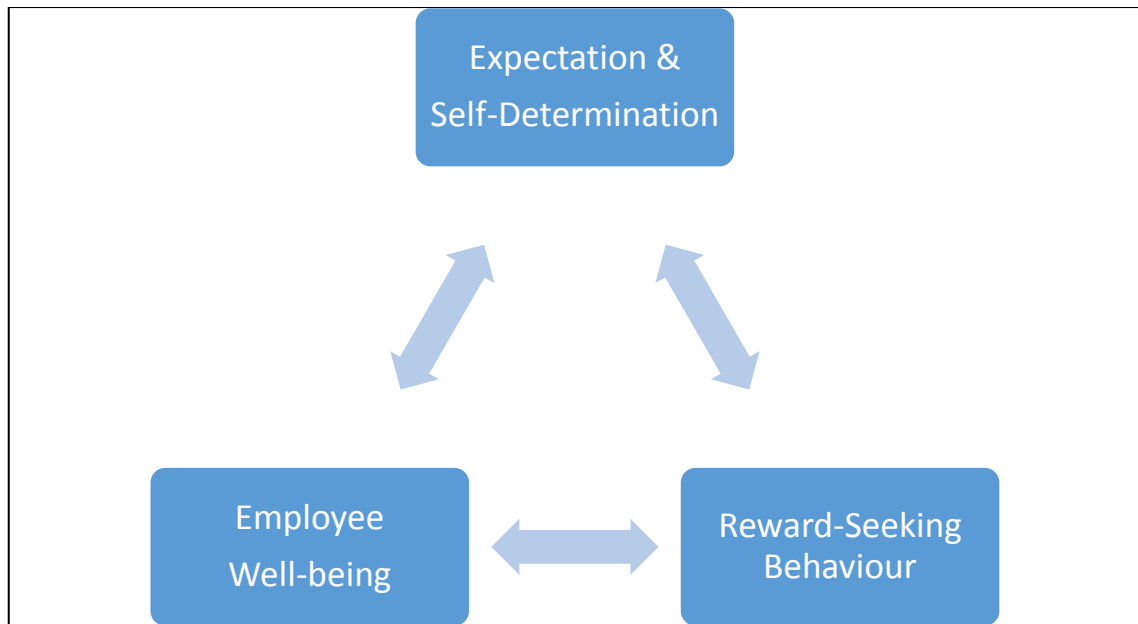 Expectation &
Self-Determination
Employee
Well-being
Reward-Seeking
Behaviour